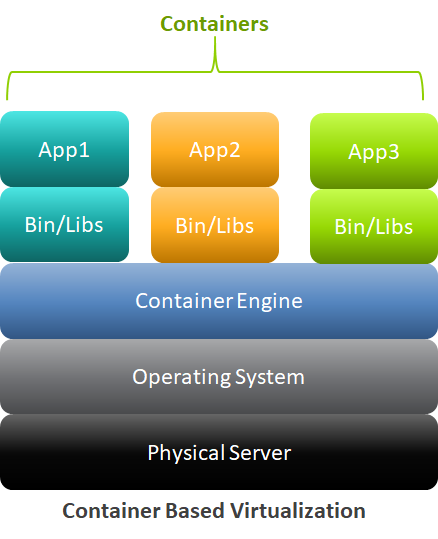 Containers
App1
App2
App3
Bin/Libs
Bin/Libs
Bin/Libs
Container Engine
Operating System
Physical Server
Container Based Virtualization